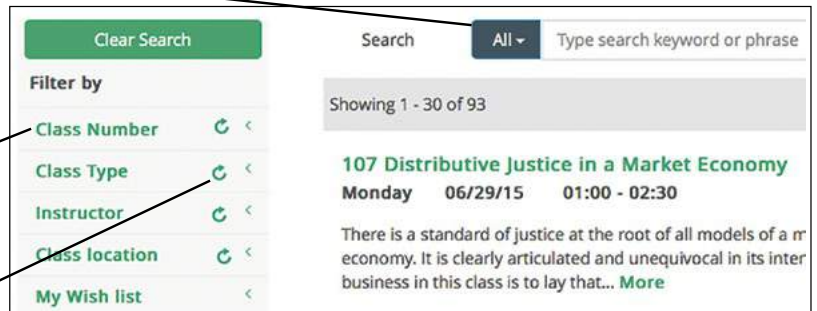 Clear Search
Filter by
Class Number
Class Type
Instructor
Class location
My Wish list
Search All Type search keyword or phrase
Showing 1 - 30 of 93
107 Distributive Justice in a Market Economy
Monday 06/29/15 01:00 - 02:30
There is a standard of justice at the root of all models of a
economy. It is clearly articulated and unequivocal in its
business in this class is to lay that... More